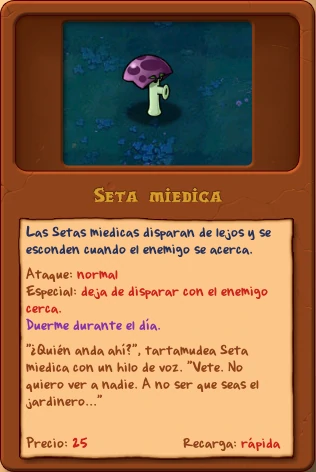 Seta miedica
Las Setas miedicas disparan de lejos y se
esconden cuando el enemigo se acerca.
Ataque: normal
Especial: deja de disparar con el enemigo
cerca.
Duerme durante el día.
"¿Quién anda ahí?", tartamudea Seta
miedica con un hilo de voz. "Vete. No
quiero ver a nadie. A no ser que seas el
jardinero..."
Precio: 25 Recarga: rápida